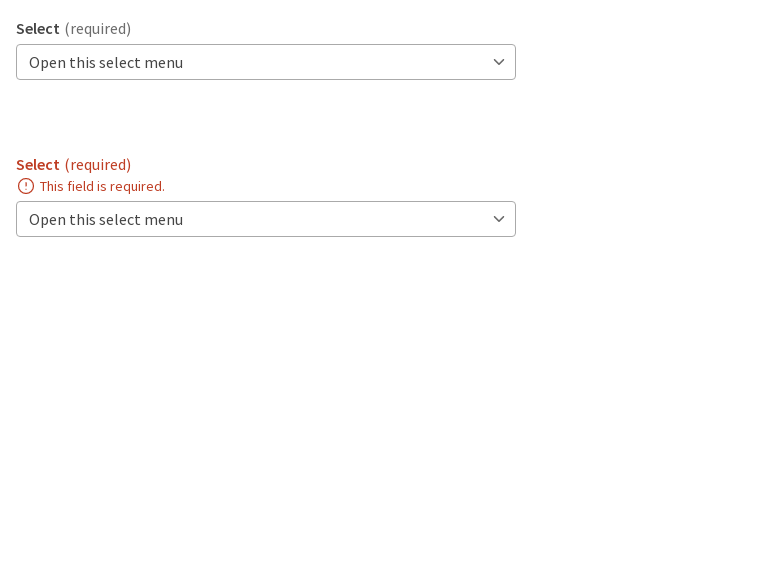 Select (required)
Open this select menu
Select (required)
This field is required.
Open this select menu